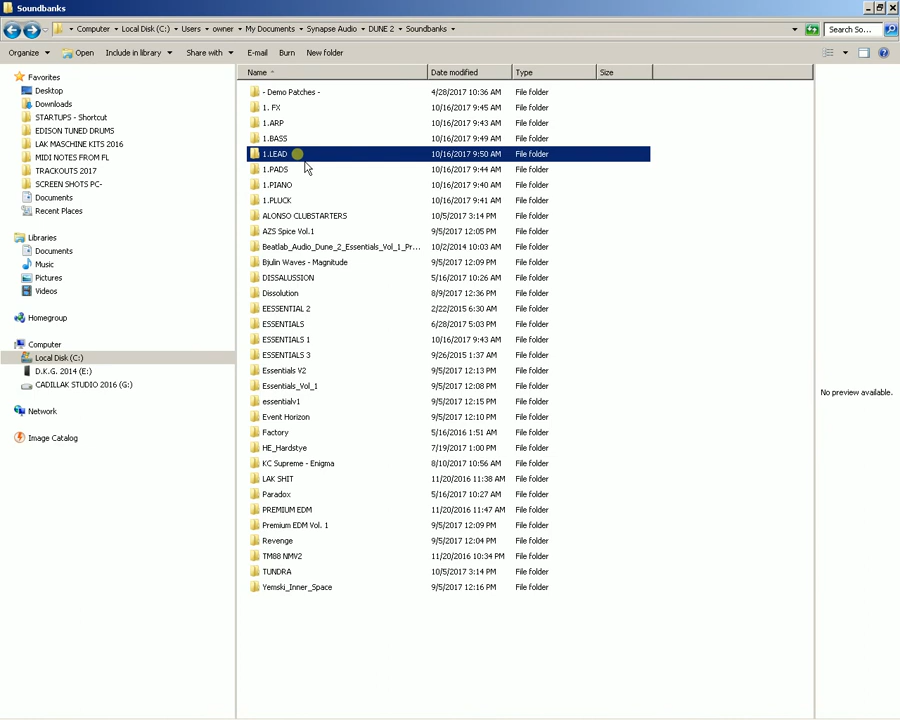 Soundbanks
Computer ▸ Local Disk (C:) ▸ Users ▸ owner ▸ My Documents ▸ Synapse Audio ▸ DUNE 2 ▸ Soundbanks ▸
Search So...
Organize Open Include in library Share with E-mail Burn New folder
Favorites
Desktop
Downloads
STARTUPS - Shortcut
EDISON TUNED DRUMS
LAK MASCHINE KITS 2016
MIDI NOTES FROM FL
TRACKOUTS 2017
SCREEN SHOTS PC-
Documents
Recent Places
Libraries
Documents
Music
Pictures
Videos
Homegroup
Computer
Local Disk (C:)
D.K.G. 2014 (E:)
CADILLAK STUDIO 2016 (G:)
Network
Image Catalog
Name Date modified Type Size
- Demo Patches - 4/28/2017 10:36 AM File folder
1. FX 10/16/2017 9:45 AM File folder
1.ARP 10/16/2017 9:43 AM File folder
1.BASS 10/16/2017 9:49 AM File folder
1.LEAD 10/16/2017 9:50 AM File folder
1.PADS 10/16/2017 9:44 AM File folder
1.PIANO 10/16/2017 9:40 AM File folder
1.PLUCK 10/16/2017 9:41 AM File folder
ALONSO CLUBSTARTERS 10/5/2017 3:14 PM File folder
AZS Spice Vol.1 9/5/2017 12:05 PM File folder
Beatlab_Audio_Dune_2_Essentials_Vol_1_Pr... 10/2/2014 10:03 AM File folder
Bjulin Waves - Magnitude 9/5/2017 12:09 PM File folder
DISSALUSSION 5/16/2017 10:26 AM File folder
Dissolution 8/9/2017 12:36 PM File folder
EESSENTIAL 2 2/22/2015 6:30 AM File folder
ESSENTIALS 6/28/2017 5:03 PM File folder
ESSENTIALS 1 10/16/2017 9:43 AM File folder
ESSENTIALS 3 9/26/2015 1:37 AM File folder
Essentials V2 9/5/2017 12:13 PM File folder
Essentials_Vol_1 9/5/2017 12:08 PM File folder
essentialv1 9/5/2017 12:15 PM File folder
Event Horizon 9/5/2017 12:10 PM File folder
Factory 5/16/2016 1:51 AM File folder
HE_Hardstye 7/19/2017 1:00 PM File folder
KC Supreme - Enigma 8/10/2017 10:56 AM File folder
LAK SHIT 11/20/2016 11:38 AM File folder
Paradox 5/16/2017 10:27 AM File folder
PREMIUM EDM 11/20/2016 11:47 AM File folder
Premium EDM Vol. 1 9/5/2017 12:09 PM File folder
Revenge 9/5/2017 12:04 PM File folder
TM88 NMV2 11/20/2016 10:34 PM File folder
TUNDRA 10/5/2017 3:14 PM File folder
Yemski_Inner_Space 9/5/2017 12:16 PM File folder
No preview available.